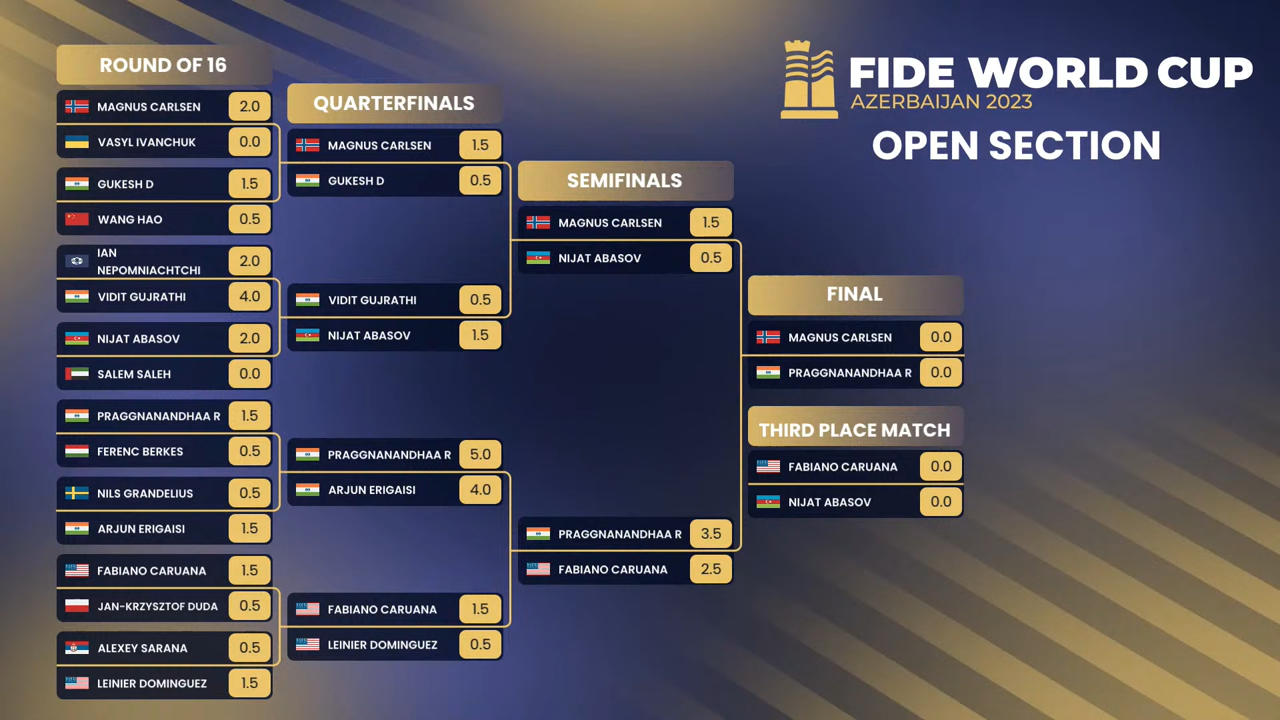 FIDE WORLD CUP
AZERBAIJAN 2023
OPEN SECTION
ROUND OF 16
MAGNUS CARLSEN 2.0
VASYL IVANCHUK 0.0
GUKESH D 1.5
WANG HAO 0.5
IAN
NEPOMNIACHTCHI 2.0
VIDIT GUJRATHI 4.0
NIJAT ABASOV 2.0
SALEM SALEH 0.0
PRAGGNANANDHAA R 1.5
FERENC BERKES 0.5
NILS GRANDELIUS 0.5
ARJUN ERIGAISI 1.5
FABIANO CARUANA 1.5
JAN-KRZYSZTOF DUDA 0.5
ALEXEY SARANA 0.5
LEINIER DOMINGUEZ 1.5
QUARTERFINALS
MAGNUS CARLSEN 1.5
GUKESH D 0.5
VIDIT GUJRATHI 0.5
NIJAT ABASOV 1.5
PRAGGNANANDHAA R 5.0
ARJUN ERIGAISI 4.0
FABIANO CARUANA 1.5
LEINIER DOMINGUEZ 0.5
SEMIFINALS
MAGNUS CARLSEN 1.5
NIJAT ABASOV 0.5
PRAGGNANANDHAA R 3.5
FABIANO CARUANA 2.5
FINAL
MAGNUS CARLSEN 0.0
PRAGGNANANDHAA R 0.0
THIRD PLACE MATCH
FABIANO CARUANA 0.0
NIJAT ABASOV 0.0